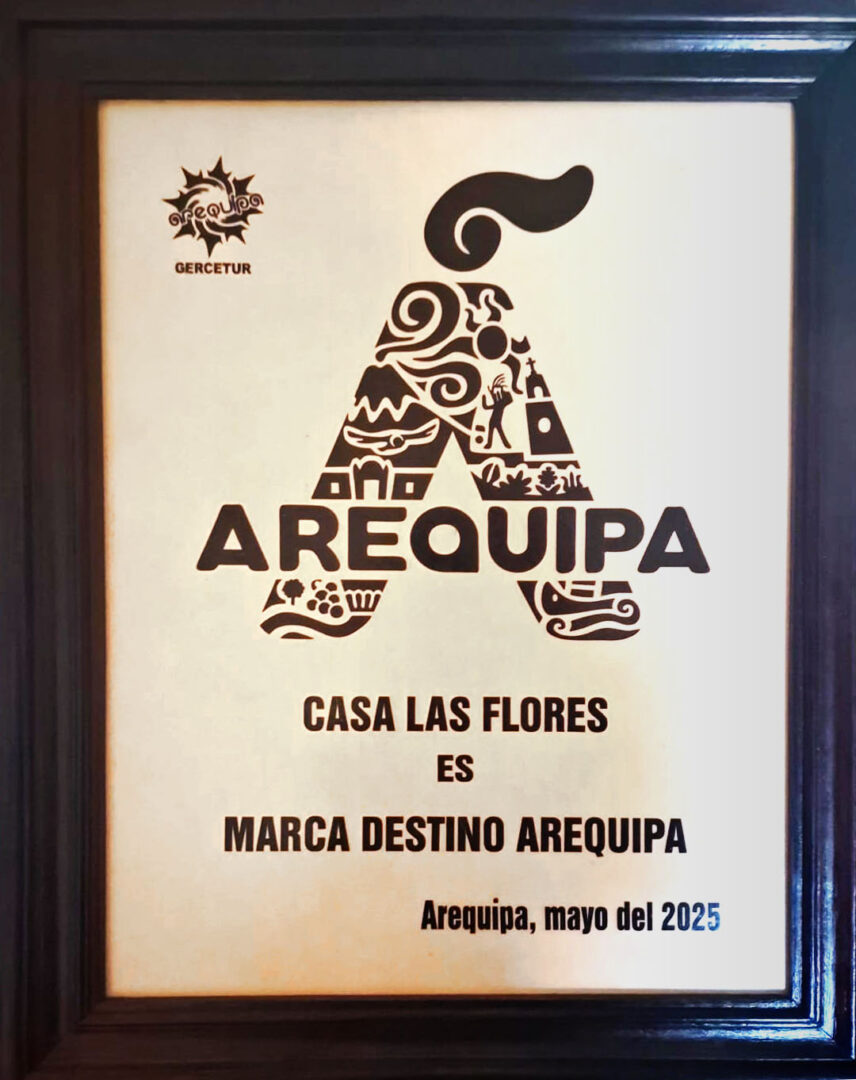 arequipa
GERCETUR
AREQUIPA
CASA LAS FLORES
ES
MARCA DESTINO AREQUIPA
Arequipa, mayo del 2025